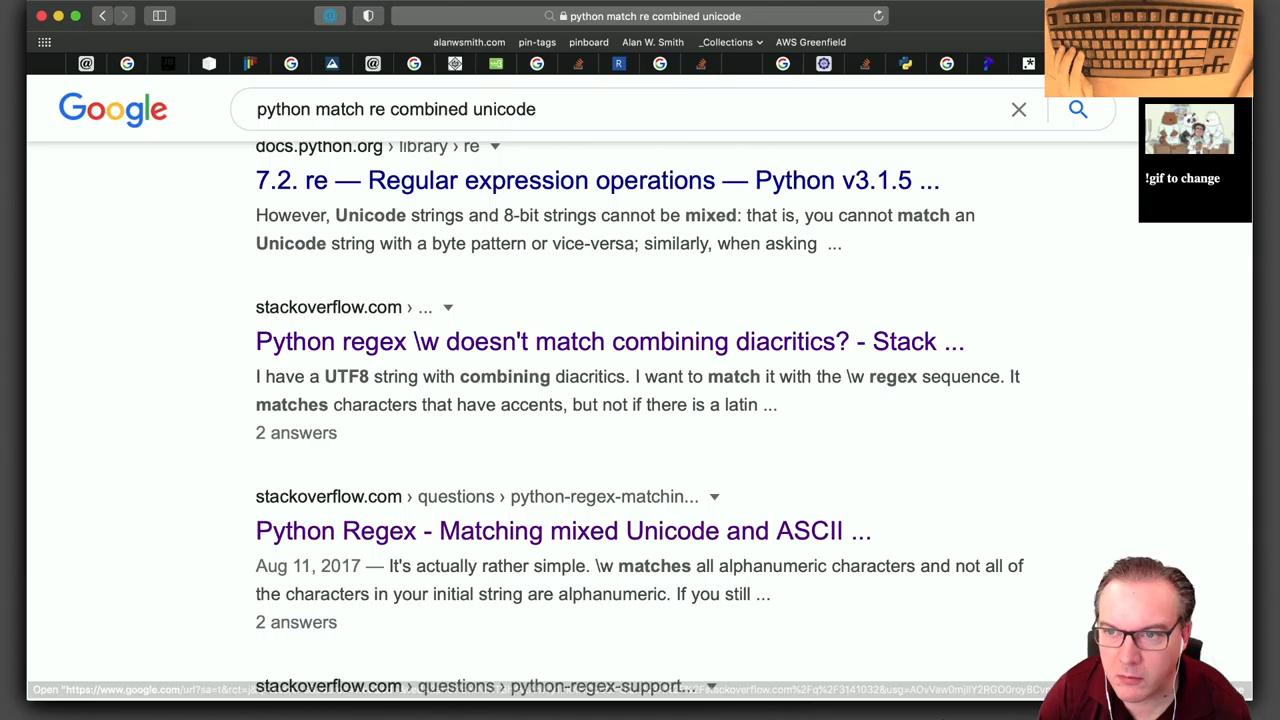 python match re combined unicode
alanwsmith.com pin-tags pinboard Alan W. Smith _Collections AWS Greenfield
Google python match re combined unicode
!gif to change
docs.python.org › library › re
7.2. re — Regular expression operations — Python v3.1.5 ...
However, Unicode strings and 8-bit strings cannot be mixed: that is, you cannot match an
Unicode string with a byte pattern or vice-versa; similarly, when asking ...
stackoverflow.com › ...
Python regex \w doesn't match combining diacritics? - Stack ...
I have a UTF8 string with combining diacritics. I want to match it with the \w regex sequence. It
matches characters that have accents, but not if there is a latin ...
2 answers
stackoverflow.com › questions › python-regex-matchin...
Python Regex - Matching mixed Unicode and ASCII ...
Aug 11, 2017 — It's actually rather simple. \w matches all alphanumeric characters and not all of
the characters in your initial string are alphanumeric. If you still ...
2 answers
stackoverflow.com › questions › python-regex-support...